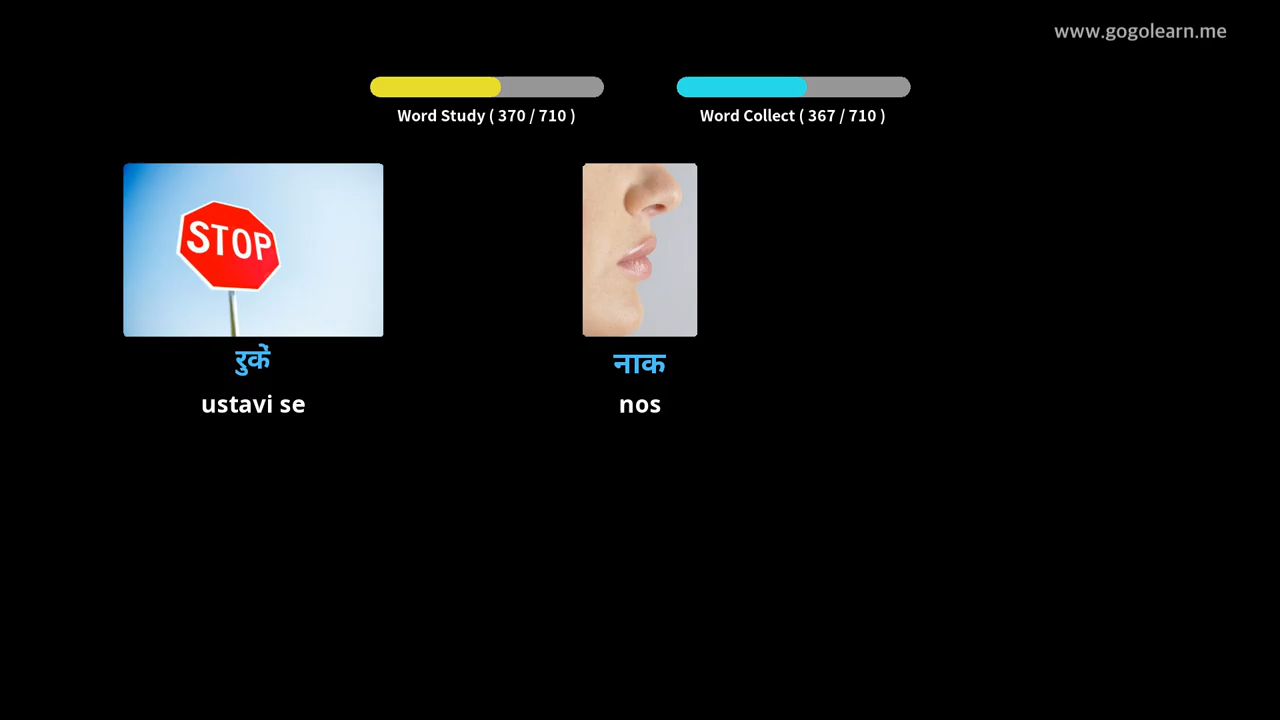 www.gogolearn.me
Word Study ( 370 / 710 )
Word Collect ( 367 / 710 )
STOP
रुकें
ustavi se
नाक
nos